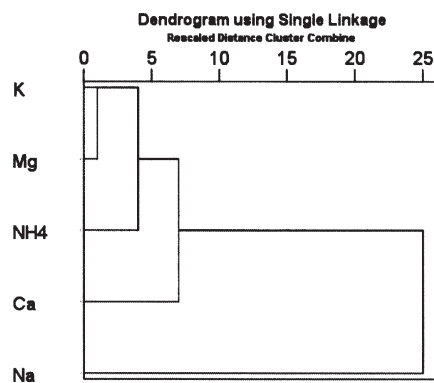 Dendrogram using Single Linkage
Rescaled Distance Cluster Combine
0 5 10 15 20 25
K
Mg
NH4
Ca
Na